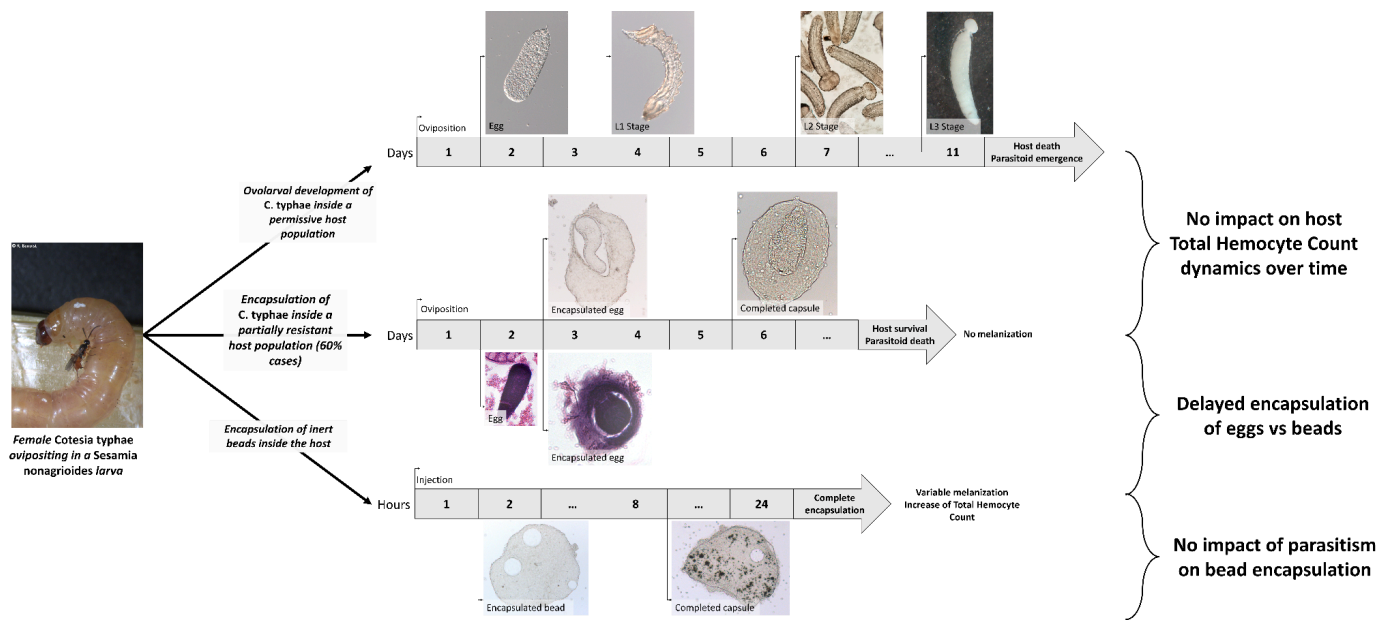 Egg
L1 Stage
L2 Stage
L3 Stage
Oviposition
Days
1
2
3
4
5
6
7
...
11
Host death
Parasitoid emergence
Ovolarval development of
C. typhae inside a
permissive host
population
No impact on host
Total Hemocyte Count
dynamics over time
Female Cotesia typhae
ovipositing in a Sesamia
nonagrioides larva
Encapsulation of
C. typhae inside a
partially resistant
host population (60%
cases)
Encapsulated egg
Completed capsule
Oviposition
Days
1
2
3
4
5
6
...
Host survival
Parasitoid death
No melanization
Egg
Encapsulated egg
Delayed encapsulation
of eggs vs beads
Encapsulation of inert
beads inside the host
Injection
Hours
1
2
...
8
...
24
Complete
encapsulation
Variable melanization
Increase of Total Hemocyte
Count
Encapsulated bead
Completed capsule
No impact of parasitism
on bead encapsulation